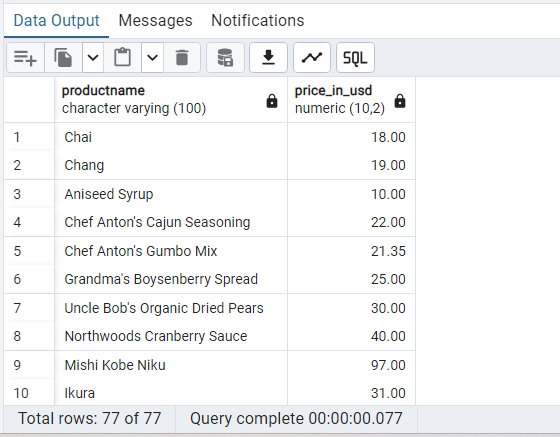 Data Output Messages Notifications
SQL
productname price_in_usd
character varying (100) numeric (10,2)
1 Chai 18.00
2 Chang 19.00
3 Aniseed Syrup 10.00
4 Chef Anton's Cajun Seasoning 22.00
5 Chef Anton's Gumbo Mix 21.35
6 Grandma's Boysenberry Spread 25.00
7 Uncle Bob's Organic Dried Pears 30.00
8 Northwoods Cranberry Sauce 40.00
9 Mishi Kobe Niku 97.00
10 Ikura 31.00
Total rows: 77 of 77 Query complete 00:00:00.077